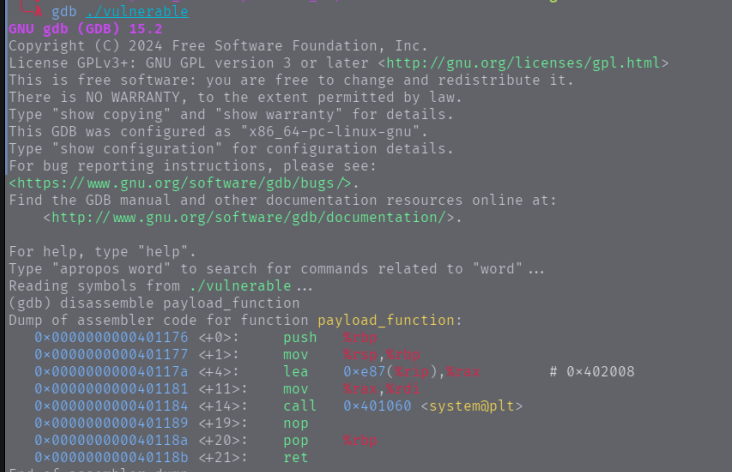 λ gdb ./vulnerable
GNU gdb (GDB) 15.2
Copyright (C) 2024 Free Software Foundation, Inc.
License GPLv3+: GNU GPL version 3 or later <http://gnu.org/licenses/gpl.html>
This is free software: you are free to change and redistribute it.
There is NO WARRANTY, to the extent permitted by law.
Type "show copying" and "show warranty" for details.
This GDB was configured as "x86_64-pc-linux-gnu".
Type "show configuration" for configuration details.
For bug reporting instructions, please see:
<https://www.gnu.org/software/gdb/bugs/>.
Find the GDB manual and other documentation resources online at:
<http://www.gnu.org/software/gdb/documentation/>.
For help, type "help".
Type "apropos word" to search for commands related to "word"...
Reading symbols from ./vulnerable...
(gdb) disassemble payload_function
Dump of assembler code for function payload_function:
0x0000000000401176 <+0>: push %rbp
0x0000000000401177 <+1>: mov %rsp,%rbp
0x000000000040117a <+4>: lea 0xe87(%rip),%rax # 0x402008
0x0000000000401181 <+11>: mov %rax,%rdi
0x0000000000401184 <+14>: call 0x401060 <system@plt>
0x0000000000401189 <+19>: nop
0x000000000040118a <+20>: pop %rbp
0x000000000040118b <+21>: ret
End of assembler dump.